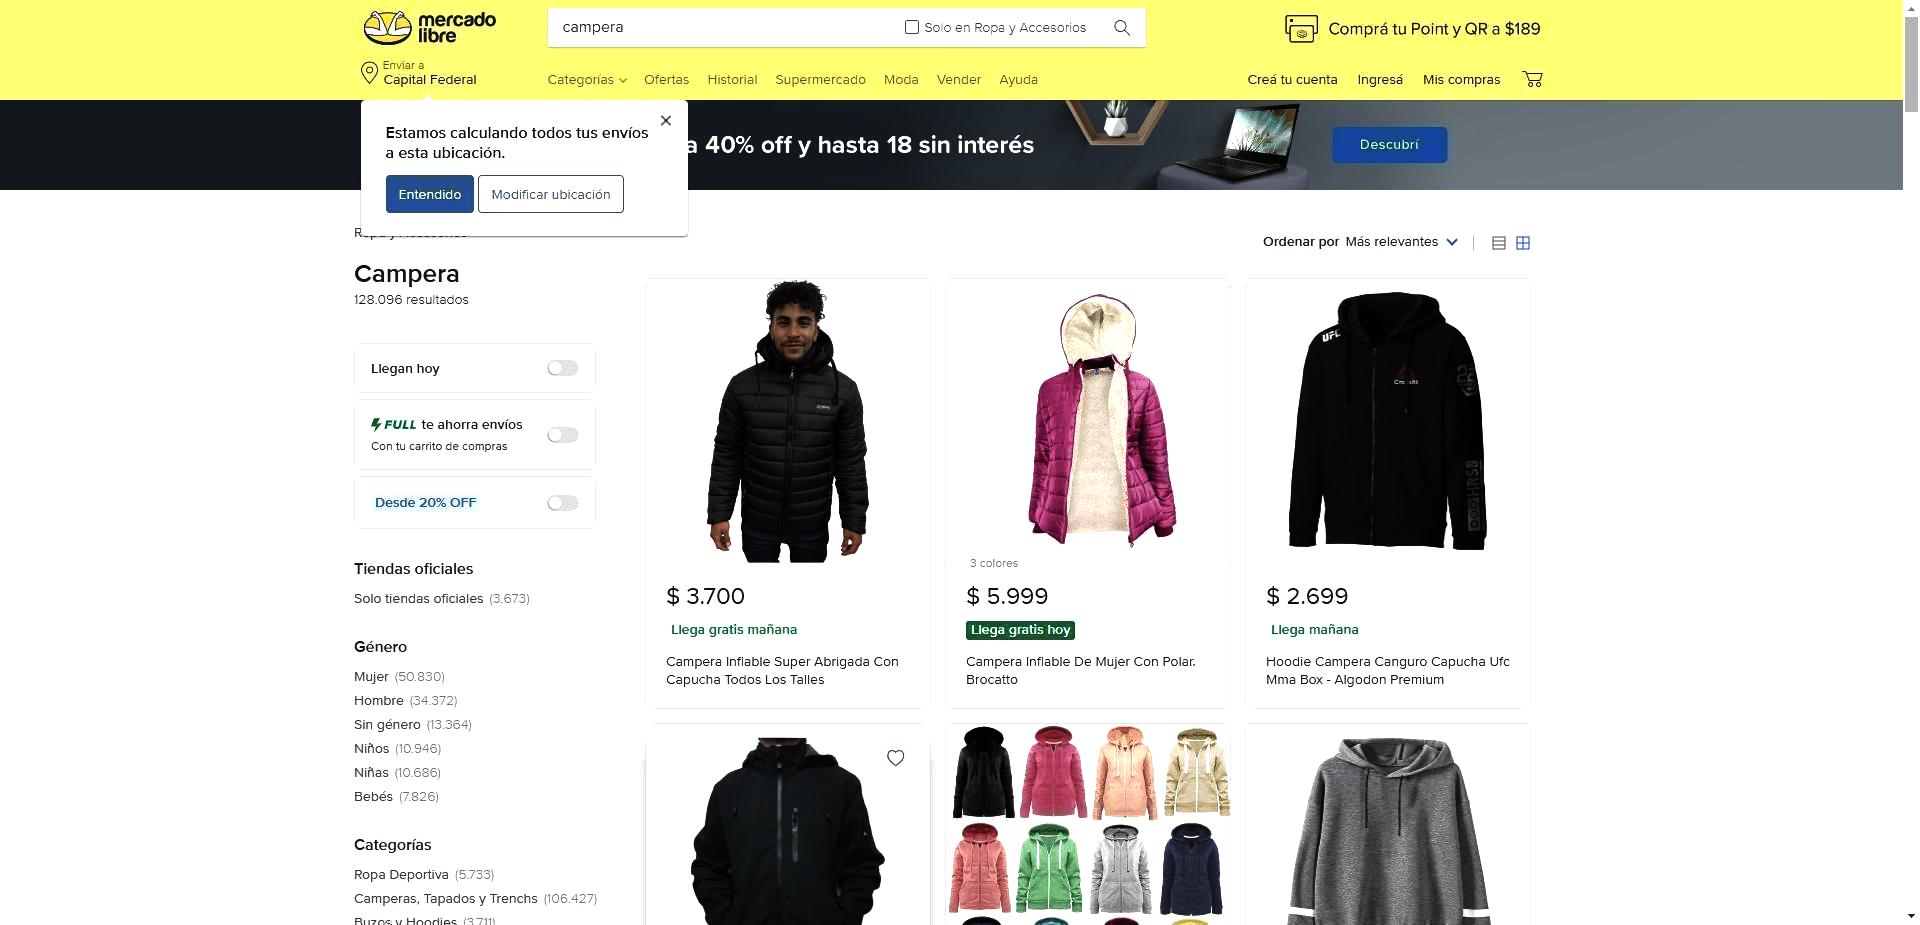 mercado
libre
campera
Solo en Ropa y Accesorios
Comprá tu Point y QR a $189
Enviar a
Capital Federal
Categorías
Ofertas
Historial
Supermercado
Moda
Vender
Ayuda
Creá tu cuenta
Ingresá
Mis compras
Estamos calculando todos tus envíos
a esta ubicación.
Entendido
Modificar ubicación
a 40% off y hasta 18 sin interés
Descubrí
Ordenar por Más relevantes
Campera
128.096 resultados
Llegan hoy
FULL te ahorra envíos
Con tu carrito de compras
Desde 20% OFF
Tiendas oficiales
Solo tiendas oficiales (3.673)
Género
Mujer (50.830)
Hombre (34.372)
Sin género (13.364)
Niños (10.946)
Niñas (10.686)
Bebés (7.826)
Categorías
Ropa Deportiva (5.733)
Camperas, Tapados y Trenchs (106.427)
Buzos y Hoodies (3.711)
$ 3.700
Llega gratis mañana
Campera Inflable Super Abrigada Con
Capucha Todos Los Talles
3 colores
$ 5.999
Llega gratis hoy
Campera Inflable De Mujer Con Polar.
Brocatto
UFC
$ 2.699
Llega mañana
Hoodie Campera Canguro Capucha Ufc
Mma Box - Algodon Premium